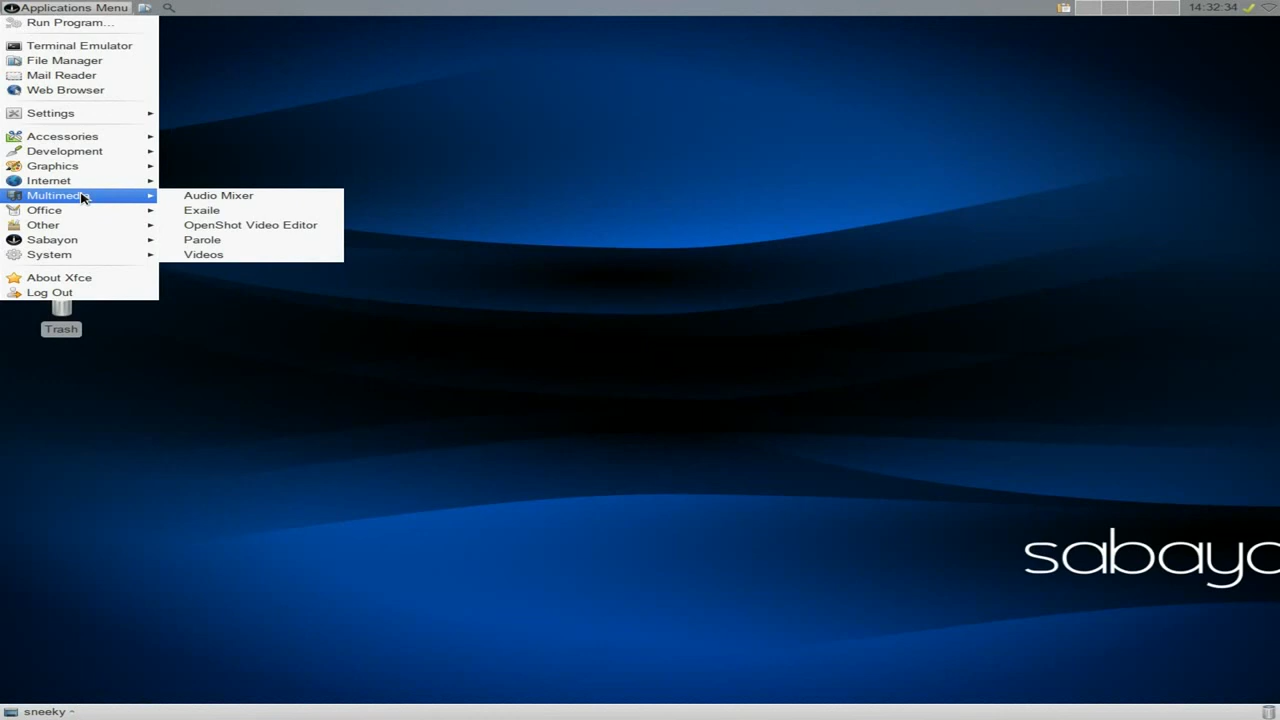 Applications Menu
14:32:34
Run Program...
Terminal Emulator
File Manager
Mail Reader
Web Browser
Settings
Accessories
Development
Graphics
Internet
Multimedia
Audio Mixer
Exaile
OpenShot Video Editor
Parole
Videos
Office
Other
Sabayon
System
About Xfce
Log Out
Trash
sabayo
sneeky ~